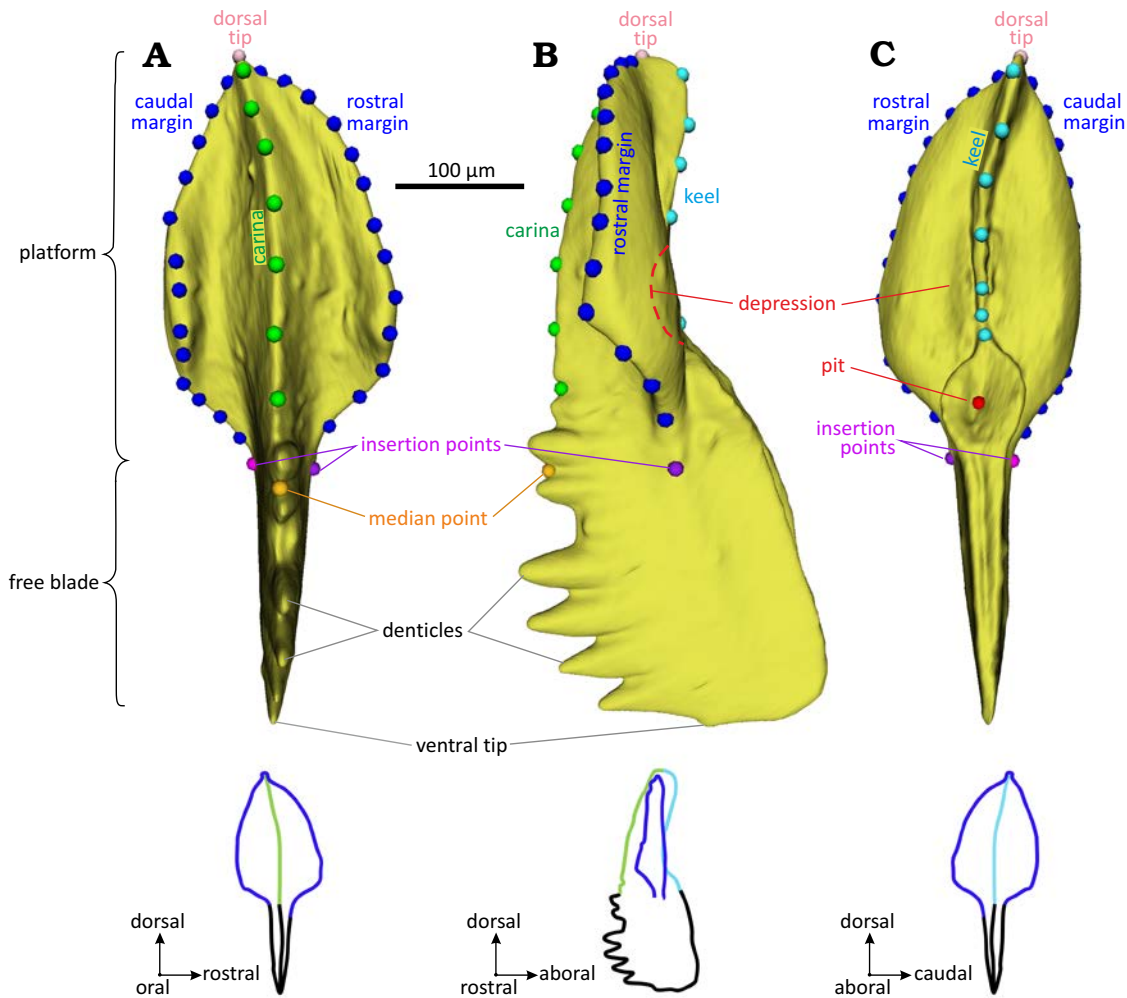 dorsal
tip
dorsal
tip
dorsal
tip
A
B
C
caudal
margin
rostral
margin
rostral
margin
caudal
margin
100 µm
keel
rostral margin
keel
carina
carina
platform
depression
pit
insertion points
insertion
points
median point
free blade
denticles
ventral tip
dorsal
rostral
oral
dorsal
aboral
rostral
dorsal
caudal
aboral